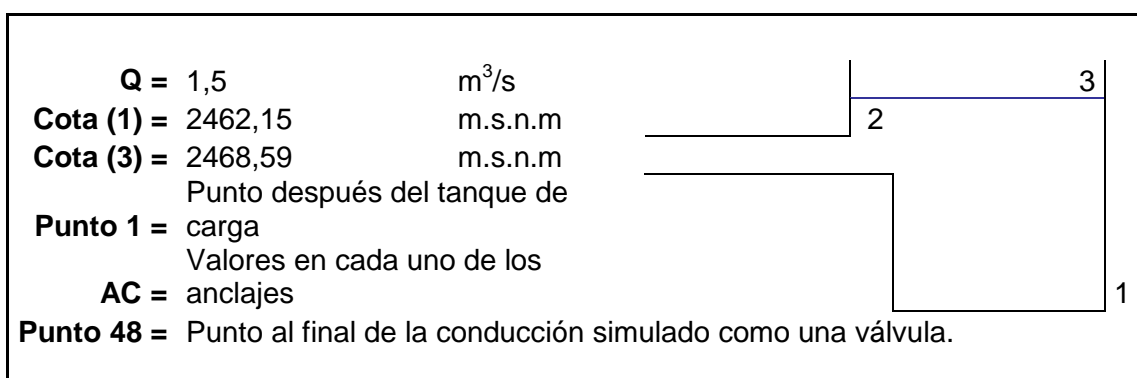 Q = 1,5 m³/s
3
Cota (1) = 2462,15 m.s.n.m
2
Cota (3) = 2468,59 m.s.n.m
Punto después del tanque de
Punto 1 = carga
Valores en cada uno de los
AC = anclajes
1
Punto 48 = Punto al final de la conducción simulado como una válvula.